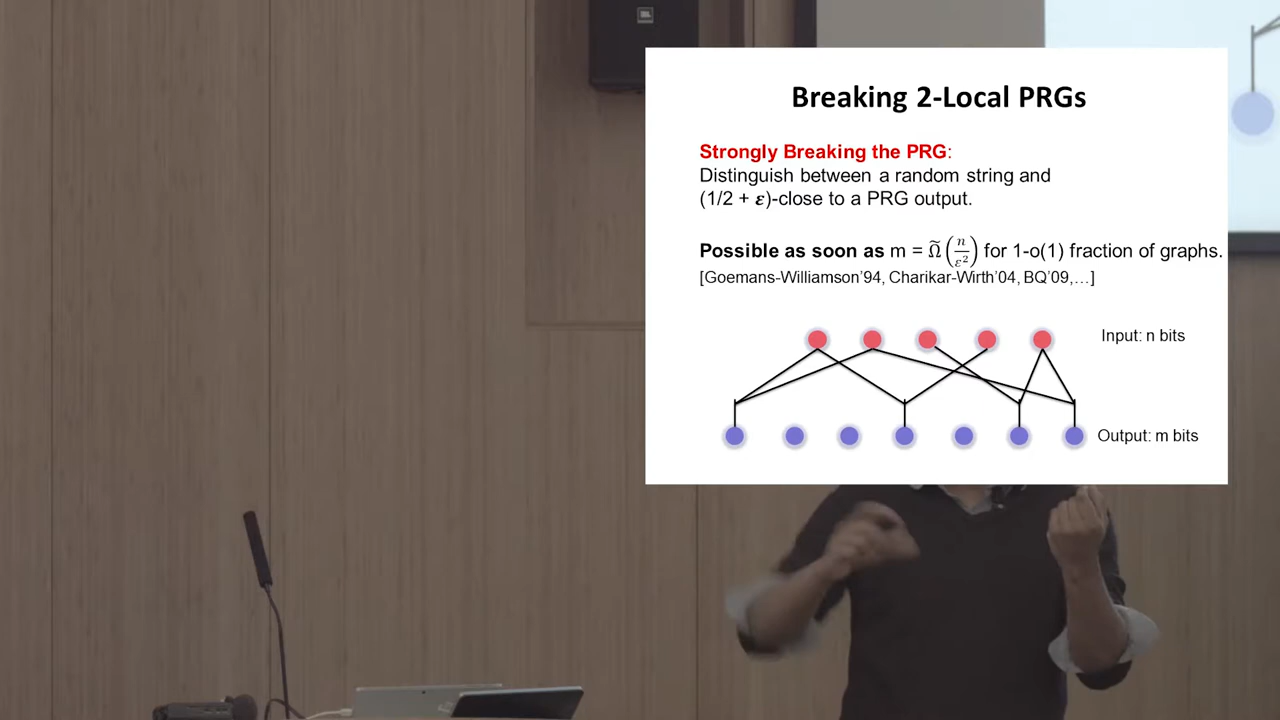 Breaking 2-Local PRGs
Strongly Breaking the PRG:
Distinguish between a random string and
(1/2 + ε)-close to a PRG output.
Possible as soon as m = Ω̃(n/ε²) for 1-o(1) fraction of graphs.
[Goemans-Williamson’94, Charikar-Wirth’04, BQ’09,…]
Input: n bits
Output: m bits